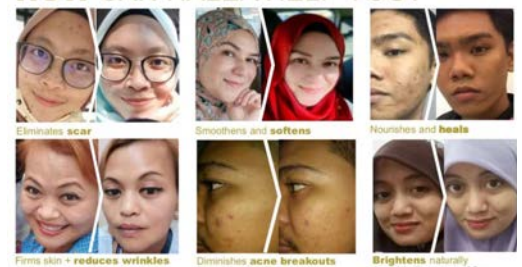 Eliminates scar
Smoothens and softens
Nourishes and heals
Firms skin + reduces wrinkles
Diminishes acne breakouts
Brightens naturally